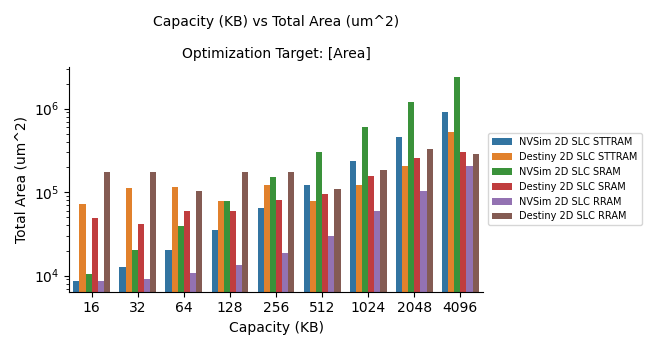 Capacity (KB) vs Total Area (um^2)
Optimization Target: [Area]
Total Area (um^2)
10^6
10^5
10^4
16 32 64 128 256 512 1024 2048 4096
Capacity (KB)
NVSim 2D SLC STTRAM
Destiny 2D SLC STTRAM
NVSim 2D SLC SRAM
Destiny 2D SLC SRAM
NVSim 2D SLC RRAM
Destiny 2D SLC RRAM